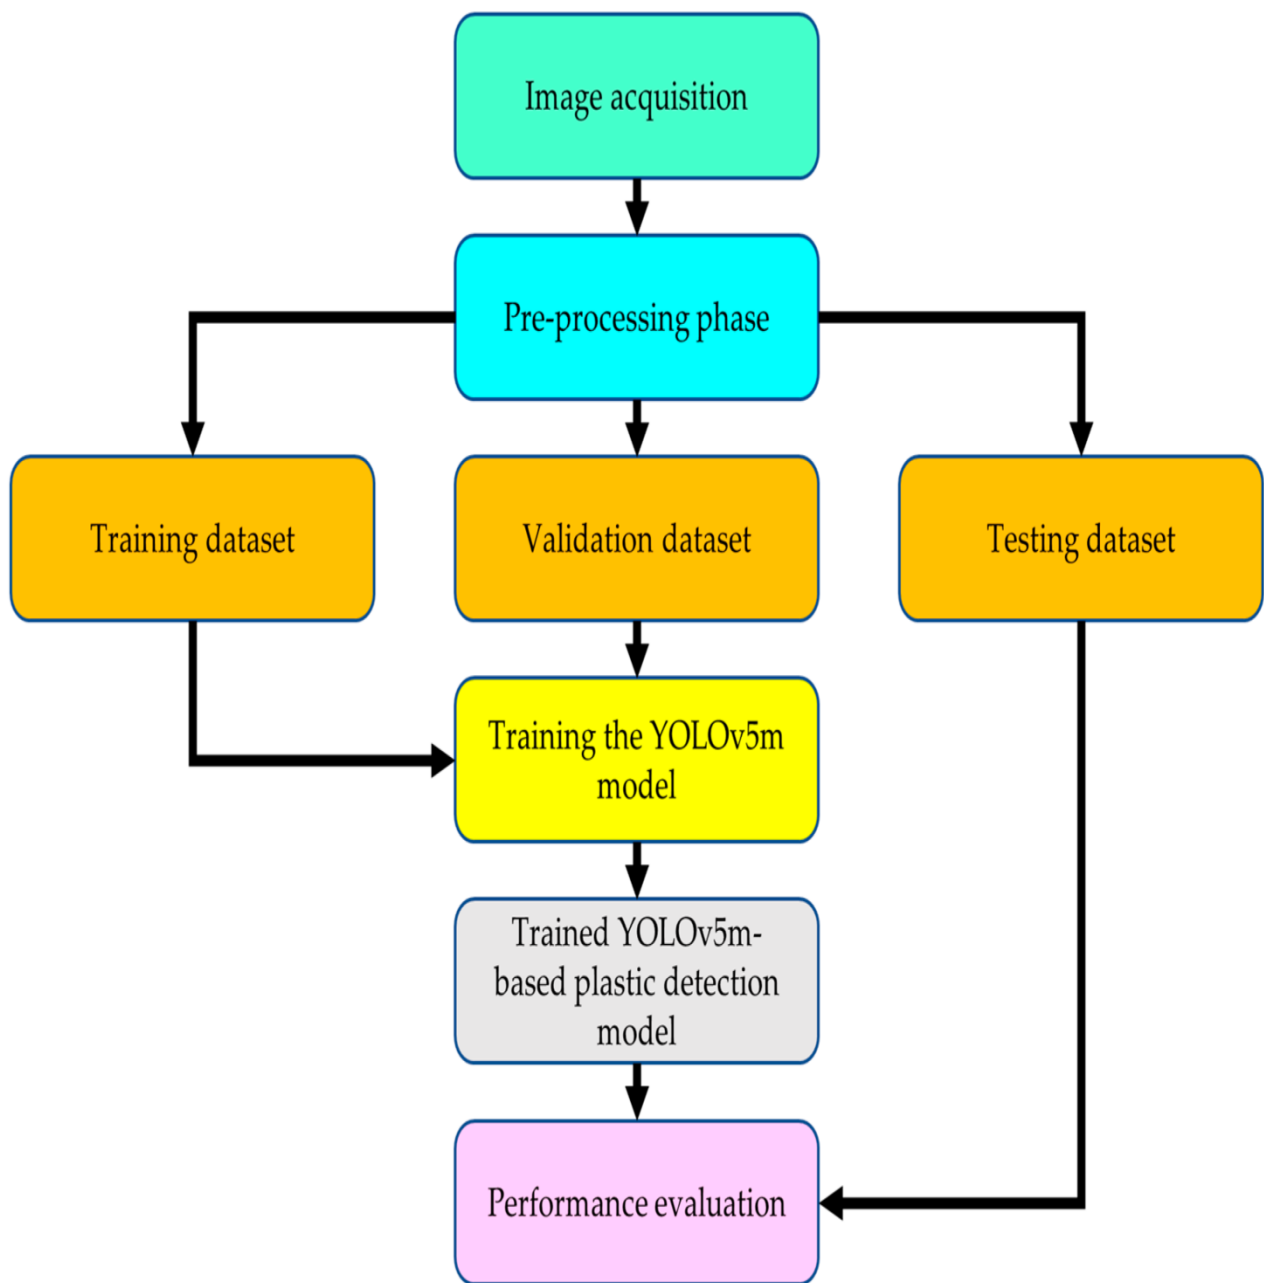 Image acquisition
Pre-processing phase
Training dataset
Validation dataset
Testing dataset
Training the YOLOv5m
model
Trained YOLOv5m-
based plastic detection
model
Performance evaluation